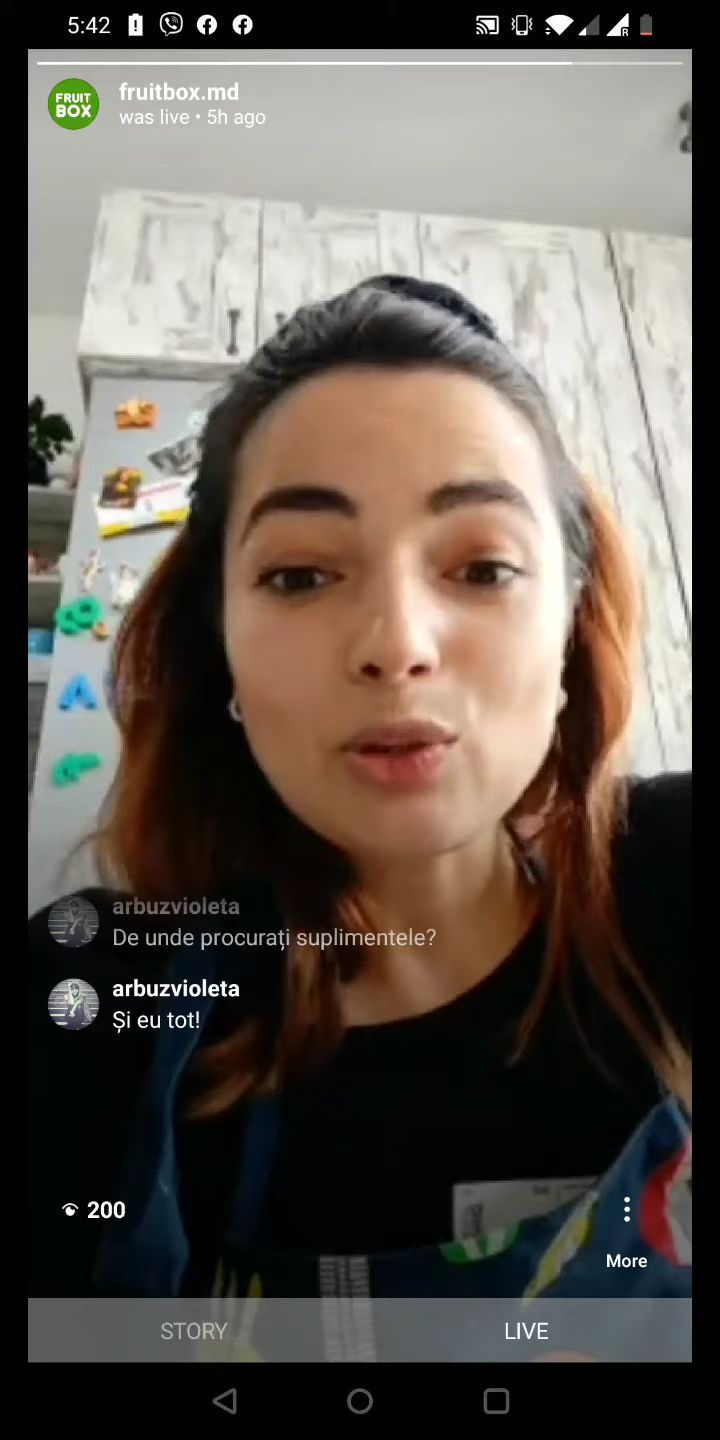 5:42
R
FRUIT
BOX
fruitbox.md
was live • 5h ago
A
arbuzvioleta
De unde procurați suplimentele?
arbuzvioleta
Și eu tot!
200
More
STORY
LIVE